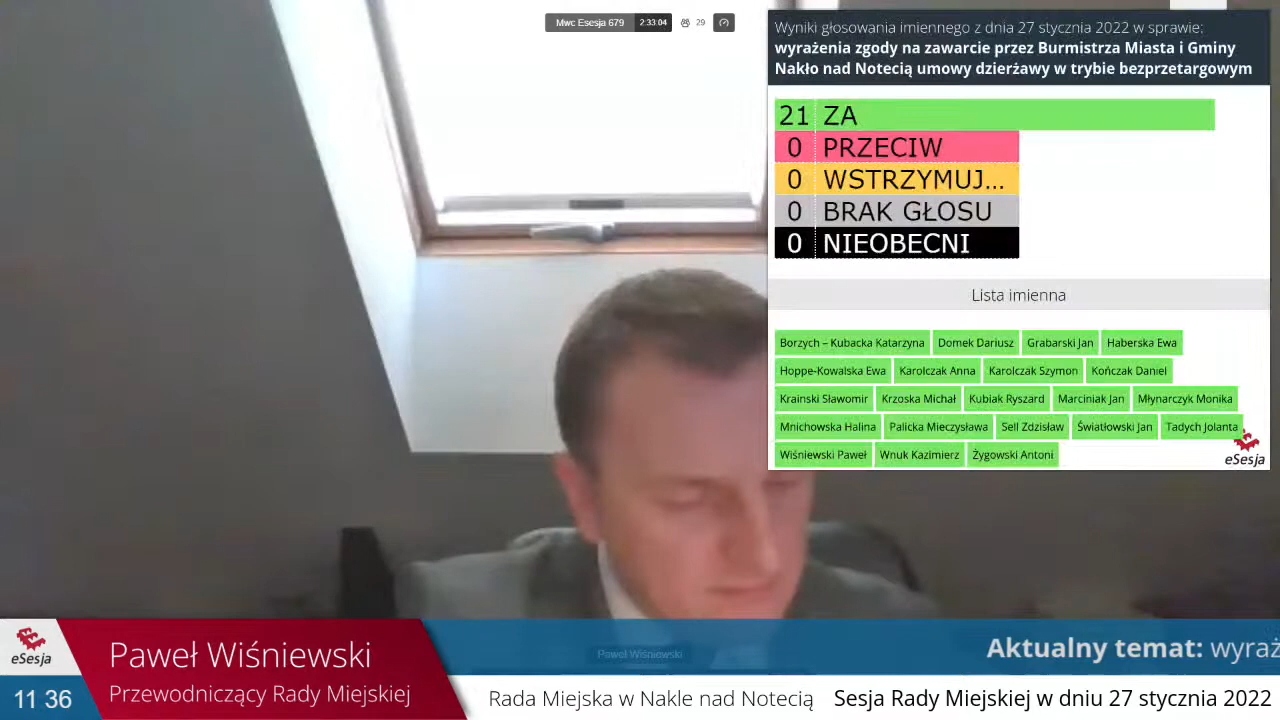 Mwc Esesja 679 2:33:04 29
Wyniki głosowania imiennego z dnia 27 stycznia 2022 w sprawie:
wyrażenia zgody na zawarcie przez Burmistrza Miasta i Gminy
Nakło nad Notecią umowy dzierżawy w trybie bezprzetargowym
21 ZA
0 PRZECIW
0 WSTRZYMUJ...
0 BRAK GŁOSU
0 NIEOBECNI
Lista imienna
Borzych – Kubacka Katarzyna Domek Dariusz Grabarski Jan Haberska Ewa
Hoppe-Kowalska Ewa Karolczak Anna Karolczak Szymon Kończak Daniel
Krainski Sławomir Krzoska Michał Kubiak Ryszard Marciniak Jan Młynarczyk Monika
Mnichowska Halina Palicka Mieczysława Sell Zdzisław Światłowski Jan Tadych Jolanta
Wiśniewski Paweł Wnuk Kazimierz Żygowski Antoni
eSesja
Paweł Wiśniewski
Aktualny temat: wyraż
eSesja
Paweł Wiśniewski
Przewodniczący Rady Miejskiej
11 36
Rada Miejska w Nakle nad Notecią Sesja Rady Miejskiej w dniu 27 stycznia 2022